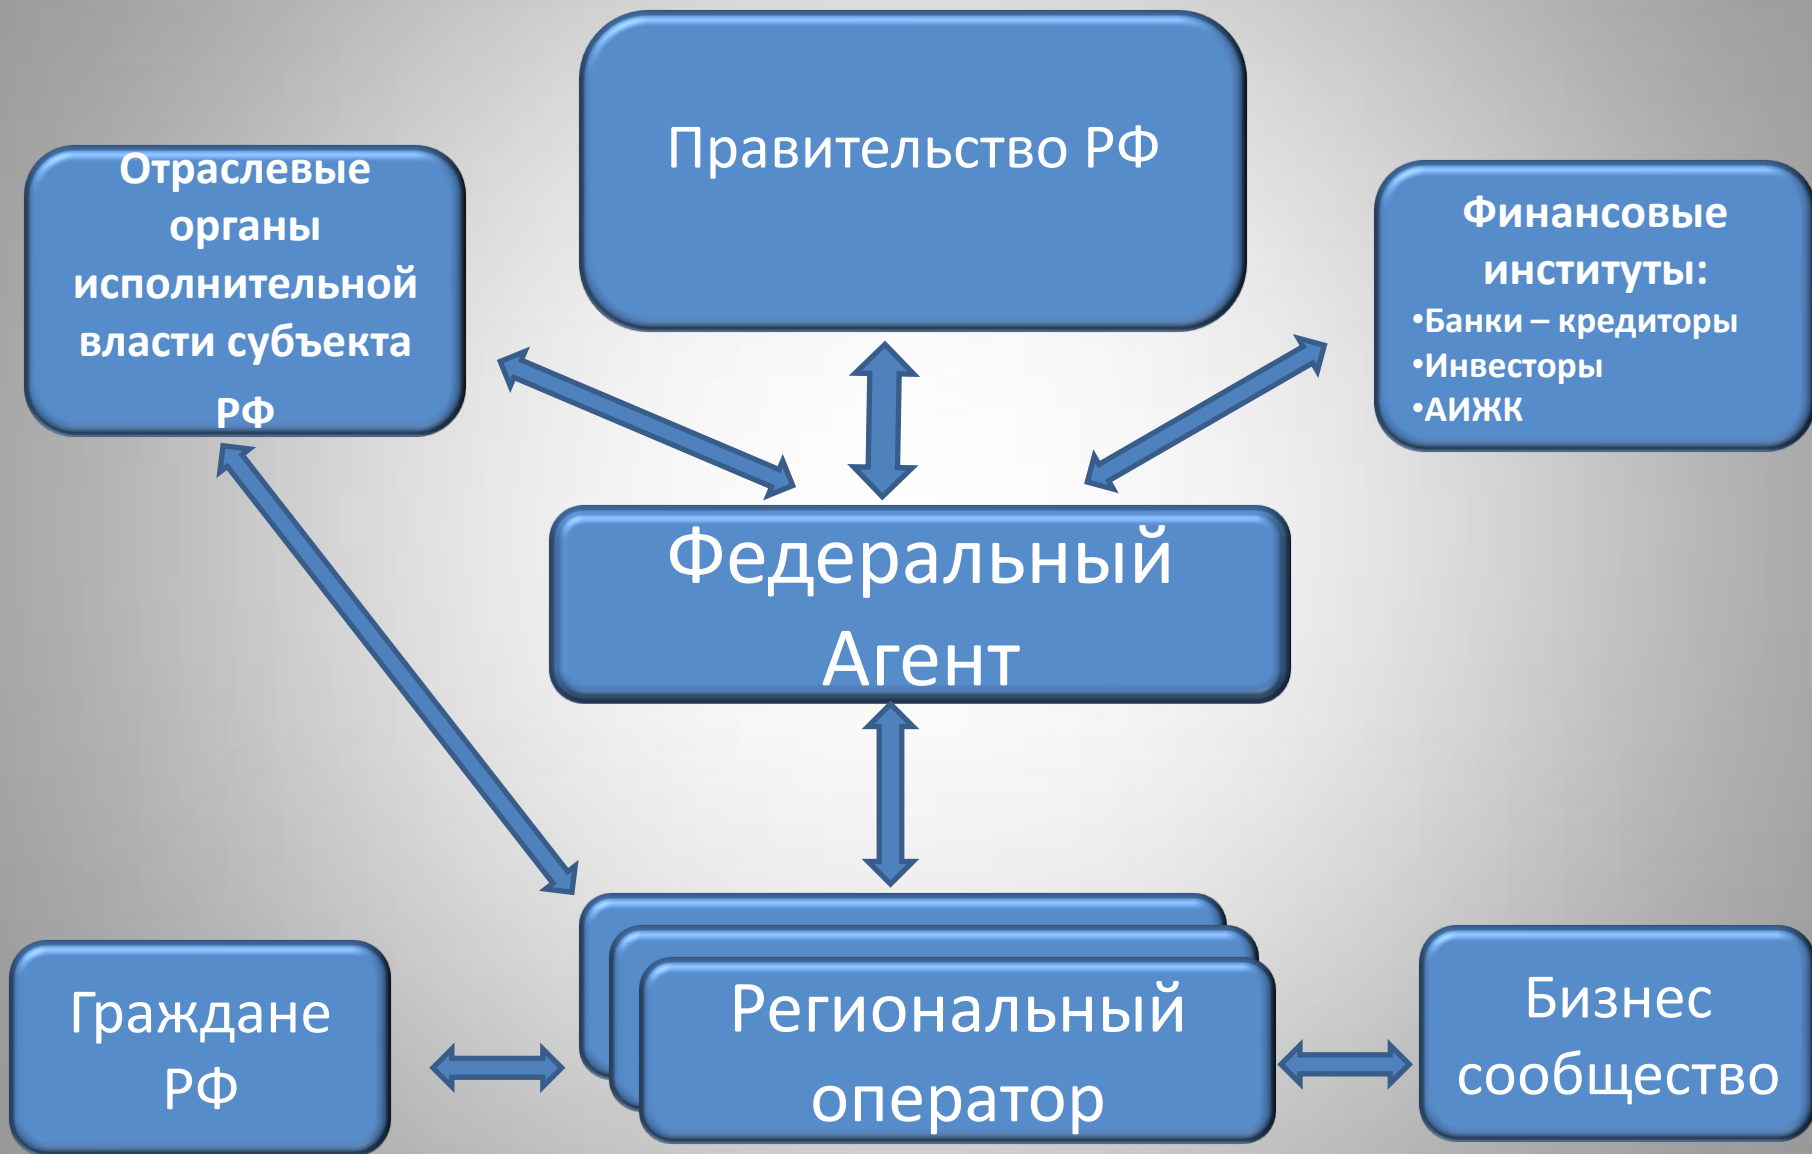 Правительство РФ
Отраслевые
органы
исполнительной
власти субъекта
РФ
Финансовые
институты:
•Банки – кредиторы
•Инвесторы
•АИЖК
Федеральный
Агент
Граждане
РФ
Региональный
оператор
Бизнес
сообщество